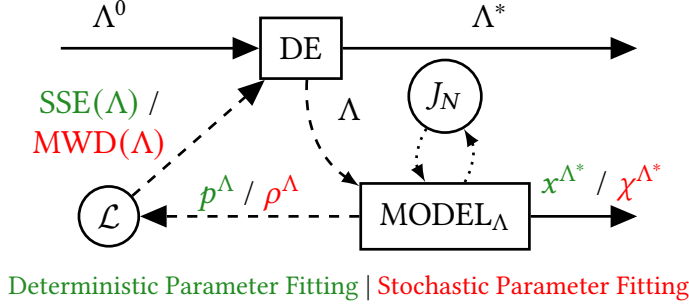 Λ⁰
Λ*
DE
SSE(Λ) /
MWD(Λ)
Λ
J_N
ℒ
p^Λ / ρ^Λ
MODEL_Λ
x^Λ* / χ^Λ*
Deterministic Parameter Fitting | Stochastic Parameter Fitting